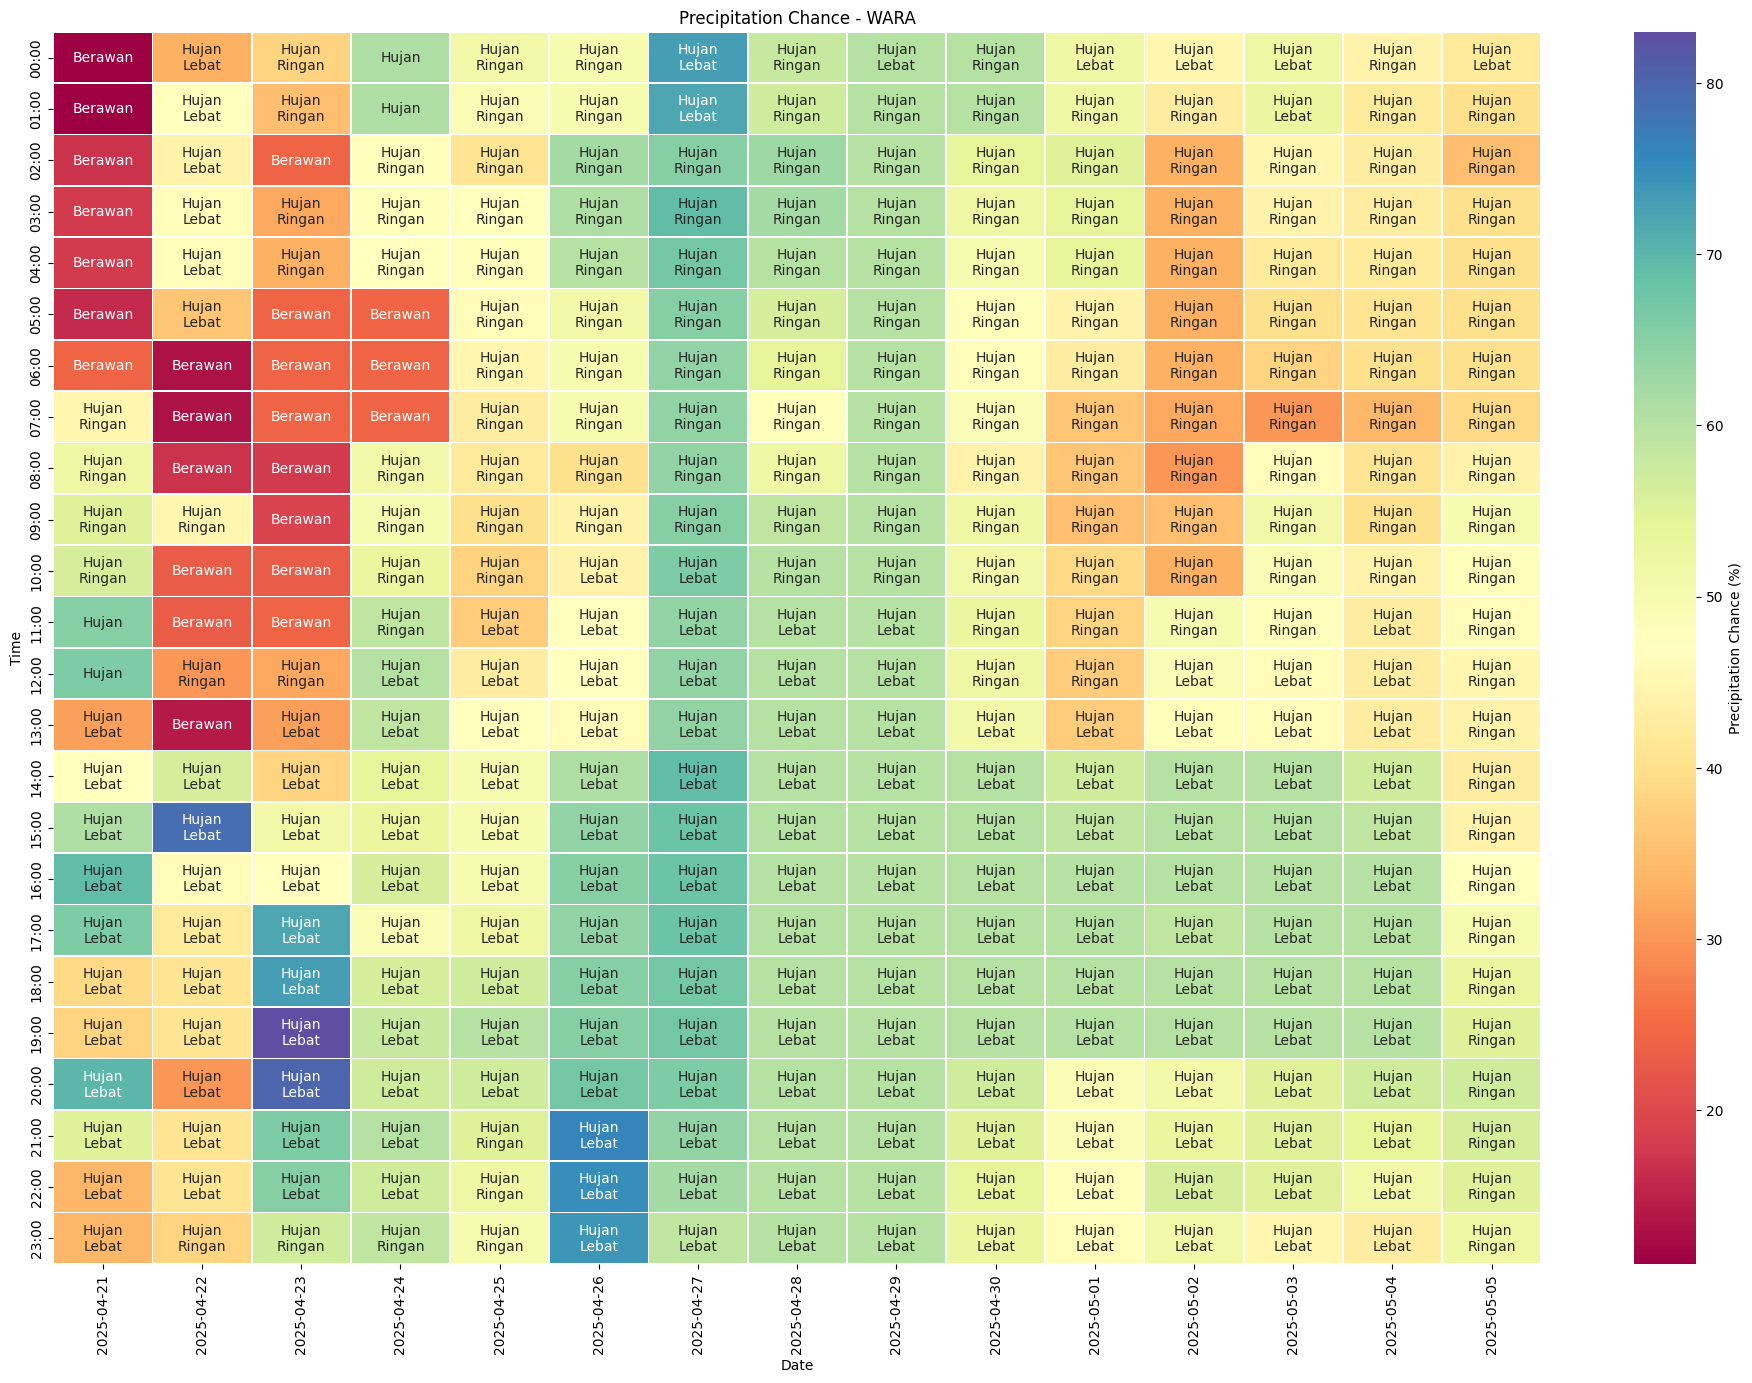 Precipitation Chance - WARA
00:00 Berawan Hujan Lebat Hujan Ringan Hujan Hujan Ringan Hujan Ringan Hujan Lebat Hujan Ringan Hujan Lebat Hujan Ringan Hujan Lebat Hujan Lebat Hujan Lebat Hujan Ringan Hujan Lebat
01:00 Berawan Hujan Lebat Hujan Ringan Hujan Hujan Ringan Hujan Ringan Hujan Lebat Hujan Ringan Hujan Ringan Hujan Ringan Hujan Ringan Hujan Ringan Hujan Lebat Hujan Ringan Hujan Ringan
02:00 Berawan Hujan Lebat Berawan Hujan Ringan Hujan Ringan Hujan Ringan Hujan Ringan Hujan Ringan Hujan Ringan Hujan Ringan Hujan Ringan Hujan Ringan Hujan Ringan Hujan Ringan Hujan Ringan
03:00 Berawan Hujan Lebat Hujan Ringan Hujan Ringan Hujan Ringan Hujan Ringan Hujan Ringan Hujan Ringan Hujan Ringan Hujan Ringan Hujan Ringan Hujan Ringan Hujan Ringan Hujan Ringan Hujan Ringan
04:00 Berawan Hujan Lebat Hujan Ringan Hujan Ringan Hujan Ringan Hujan Ringan Hujan Ringan Hujan Ringan Hujan Ringan Hujan Ringan Hujan Ringan Hujan Ringan Hujan Ringan Hujan Ringan Hujan Ringan
05:00 Berawan Hujan Lebat Berawan Berawan Hujan Ringan Hujan Ringan Hujan Ringan Hujan Ringan Hujan Ringan Hujan Ringan Hujan Ringan Hujan Ringan Hujan Ringan Hujan Ringan Hujan Ringan
06:00 Berawan Berawan Berawan Berawan Hujan Ringan Hujan Ringan Hujan Ringan Hujan Ringan Hujan Ringan Hujan Ringan Hujan Ringan Hujan Ringan Hujan Ringan Hujan Ringan Hujan Ringan
07:00 Hujan Ringan Berawan Berawan Berawan Hujan Ringan Hujan Ringan Hujan Ringan Hujan Ringan Hujan Ringan Hujan Ringan Hujan Ringan Hujan Ringan Hujan Ringan Hujan Ringan Hujan Ringan
08:00 Hujan Ringan Berawan Berawan Hujan Ringan Hujan Ringan Hujan Ringan Hujan Ringan Hujan Ringan Hujan Ringan Hujan Ringan Hujan Ringan Hujan Ringan Hujan Ringan Hujan Ringan Hujan Ringan
09:00 Hujan Ringan Hujan Ringan Berawan Hujan Ringan Hujan Ringan Hujan Ringan Hujan Ringan Hujan Ringan Hujan Ringan Hujan Ringan Hujan Ringan Hujan Ringan Hujan Ringan Hujan Ringan Hujan Ringan
10:00 Hujan Ringan Berawan Berawan Hujan Ringan Hujan Ringan Hujan Lebat Hujan Lebat Hujan Ringan Hujan Ringan Hujan Ringan Hujan Ringan Hujan Ringan Hujan Ringan Hujan Ringan Hujan Ringan
11:00 Hujan Berawan Berawan Hujan Ringan Hujan Lebat Hujan Lebat Hujan Lebat Hujan Lebat Hujan Lebat Hujan Ringan Hujan Ringan Hujan Ringan Hujan Ringan Hujan Lebat Hujan Ringan
12:00 Hujan Hujan Ringan Hujan Ringan Hujan Lebat Hujan Lebat Hujan Lebat Hujan Lebat Hujan Lebat Hujan Lebat Hujan Ringan Hujan Ringan Hujan Lebat Hujan Lebat Hujan Lebat Hujan Ringan
13:00 Hujan Lebat Berawan Hujan Lebat Hujan Lebat Hujan Lebat Hujan Lebat Hujan Lebat Hujan Lebat Hujan Lebat Hujan Lebat Hujan Lebat Hujan Lebat Hujan Lebat Hujan Lebat Hujan Ringan
14:00 Hujan Lebat Hujan Lebat Hujan Lebat Hujan Lebat Hujan Lebat Hujan Lebat Hujan Lebat Hujan Lebat Hujan Lebat Hujan Lebat Hujan Lebat Hujan Lebat Hujan Lebat Hujan Lebat Hujan Ringan
15:00 Hujan Lebat Hujan Lebat Hujan Lebat Hujan Lebat Hujan Lebat Hujan Lebat Hujan Lebat Hujan Lebat Hujan Lebat Hujan Lebat Hujan Lebat Hujan Lebat Hujan Lebat Hujan Lebat Hujan Ringan
16:00 Hujan Lebat Hujan Lebat Hujan Lebat Hujan Lebat Hujan Lebat Hujan Lebat Hujan Lebat Hujan Lebat Hujan Lebat Hujan Lebat Hujan Lebat Hujan Lebat Hujan Lebat Hujan Lebat Hujan Ringan
17:00 Hujan Lebat Hujan Lebat Hujan Lebat Hujan Lebat Hujan Lebat Hujan Lebat Hujan Lebat Hujan Lebat Hujan Lebat Hujan Lebat Hujan Lebat Hujan Lebat Hujan Lebat Hujan Lebat Hujan Ringan
18:00 Hujan Lebat Hujan Lebat Hujan Lebat Hujan Lebat Hujan Lebat Hujan Lebat Hujan Lebat Hujan Lebat Hujan Lebat Hujan Lebat Hujan Lebat Hujan Lebat Hujan Lebat Hujan Lebat Hujan Ringan
19:00 Hujan Lebat Hujan Lebat Hujan Lebat Hujan Lebat Hujan Lebat Hujan Lebat Hujan Lebat Hujan Lebat Hujan Lebat Hujan Lebat Hujan Lebat Hujan Lebat Hujan Lebat Hujan Lebat Hujan Ringan
20:00 Hujan Lebat Hujan Lebat Hujan Lebat Hujan Lebat Hujan Lebat Hujan Lebat Hujan Lebat Hujan Lebat Hujan Lebat Hujan Lebat Hujan Lebat Hujan Lebat Hujan Lebat Hujan Lebat Hujan Ringan
21:00 Hujan Lebat Hujan Lebat Hujan Lebat Hujan Lebat Hujan Ringan Hujan Lebat Hujan Lebat Hujan Lebat Hujan Lebat Hujan Lebat Hujan Lebat Hujan Lebat Hujan Lebat Hujan Lebat Hujan Ringan
22:00 Hujan Lebat Hujan Lebat Hujan Lebat Hujan Lebat Hujan Ringan Hujan Lebat Hujan Lebat Hujan Lebat Hujan Lebat Hujan Lebat Hujan Lebat Hujan Lebat Hujan Lebat Hujan Lebat Hujan Ringan
23:00 Hujan Lebat Hujan Ringan Hujan Ringan Hujan Ringan Hujan Ringan Hujan Lebat Hujan Lebat Hujan Lebat Hujan Lebat Hujan Lebat Hujan Lebat Hujan Lebat Hujan Lebat Hujan Lebat Hujan Ringan
Time
2025-04-21 2025-04-22 2025-04-23 2025-04-24 2025-04-25 2025-04-26 2025-04-27 2025-04-28 2025-04-29 2025-04-30 2025-05-01 2025-05-02 2025-05-03 2025-05-04 2025-05-05
Date
80
70
60
50
40
30
20
Precipitation Chance (%)